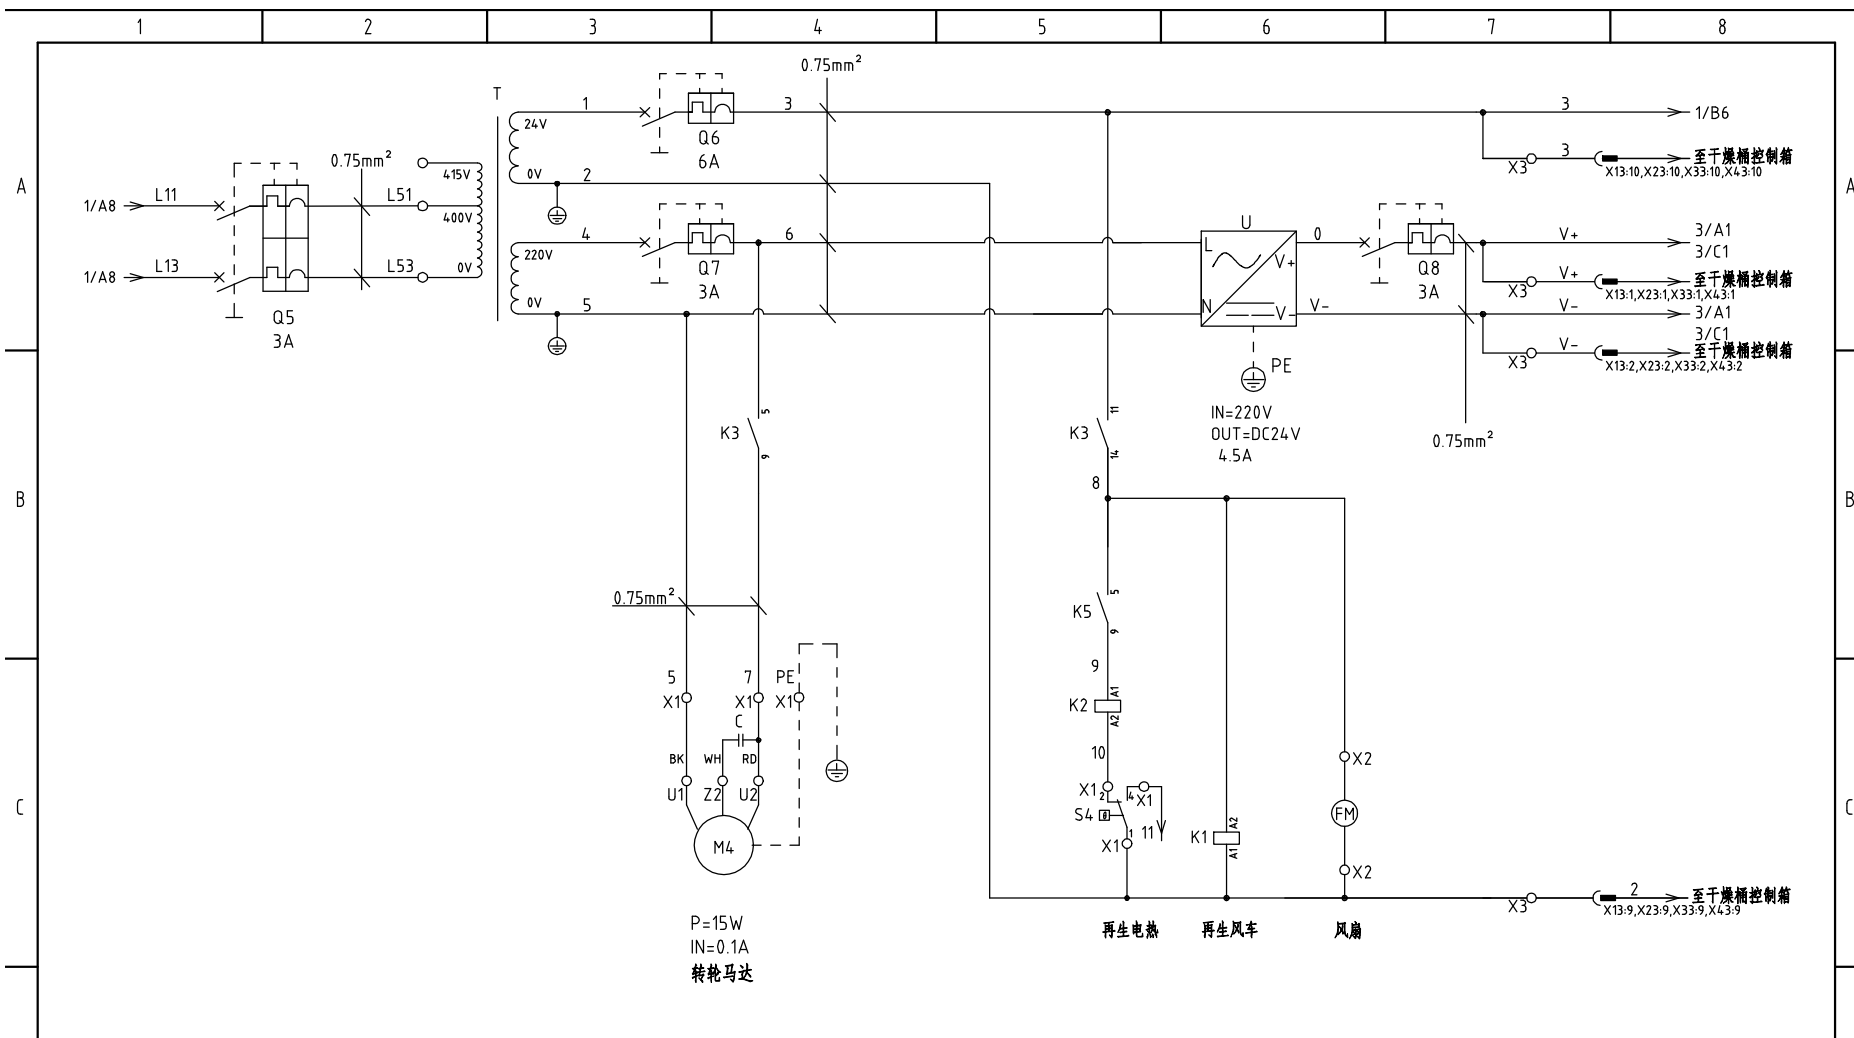 1 2 3 4 5 6 7 8
0.75mm²
T
1
3
3
1/B6
24V
Q6
6A
3
至干燥桶控制箱
X3
X13:10,X23:10,X33:10,X43:10
0.75mm²
415V
0V
2
A
A
1/A8
L11
L51
400V
4
6
U
0
V+
3/A1
3/C1
L
V+
220V
Q7
3A
Q8
3A
1/A8
L13
L53
0V
V+
至干燥桶控制箱
X3
X13:1,X23:1,X33:1,X43:1
Q5
3A
0V
5
N
V-
V-
V-
3/A1
3/C1
V-
至干燥桶控制箱
X3
X13:2,X23:2,X33:2,X43:2
PE
IN=220V
OUT=DC24V
4.5A
0.75mm²
5
K3
9
11
K3
14
8
B
B
0.75mm²
5
K5
9
9
5
7
PE
X1
X1
X1
A1
K2
A2
C
10
BK
WH
RD
X2
U1
Z2
U2
X1
2
4
X1
S4
θ
1
11
X1
C
C
FM
A2
K1
A1
M4
X2
2
至干燥桶控制箱
X3
X13:9,X23:9,X33:9,X43:9
P=15W
IN=0.1A
转轮马达
再生电热
再生风车
风扇